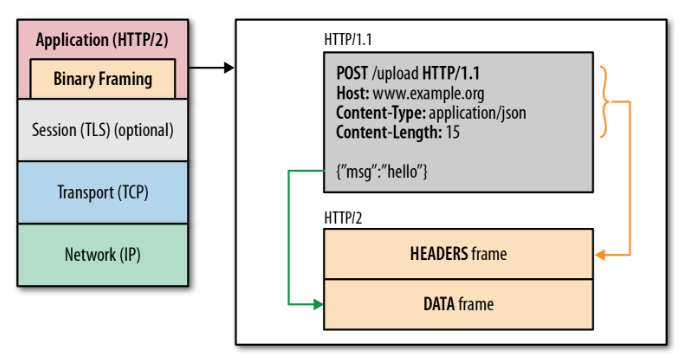 Application (HTTP/2)
Binary Framing
Session (TLS) (optional)
Transport (TCP)
Network (IP)
HTTP/1.1
POST /upload HTTP/1.1
Host: www.example.org
Content-Type: application/json
Content-Length: 15
{"msg":"hello"}
HTTP/2
HEADERS frame
DATA frame